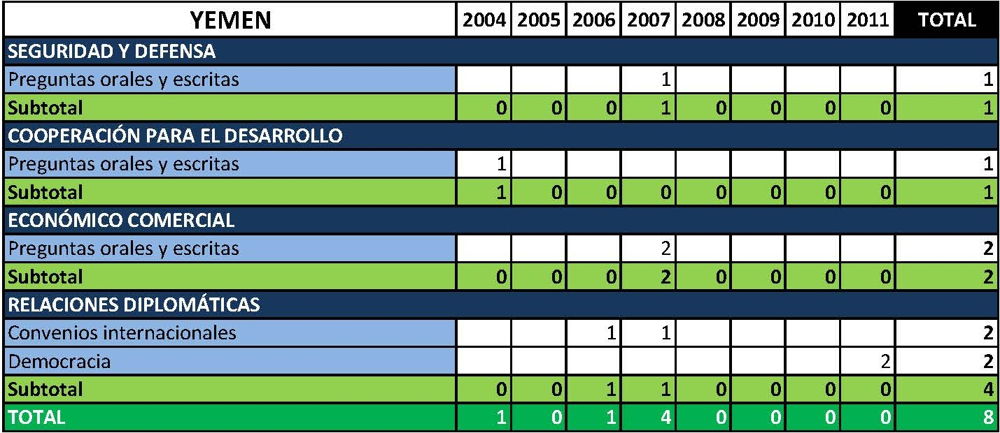 YEMEN 2004 2005 2006 2007 2008 2009 2010 2011 TOTAL
SEGURIDAD Y DEFENSA
Preguntas orales y escritas 1 1
Subtotal 0 0 0 1 0 0 0 0 1
COOPERACIÓN PARA EL DESARROLLO
Preguntas orales y escritas 1 1
Subtotal 1 0 0 0 0 0 0 0 1
ECONÓMICO COMERCIAL
Preguntas orales y escritas 2 2
Subtotal 0 0 0 2 0 0 0 0 2
RELACIONES DIPLOMÁTICAS
Convenios internacionales 1 1 2
Democracia 2 2
Subtotal 0 0 1 1 0 0 0 0 4
TOTAL 1 0 1 4 0 0 0 0 8